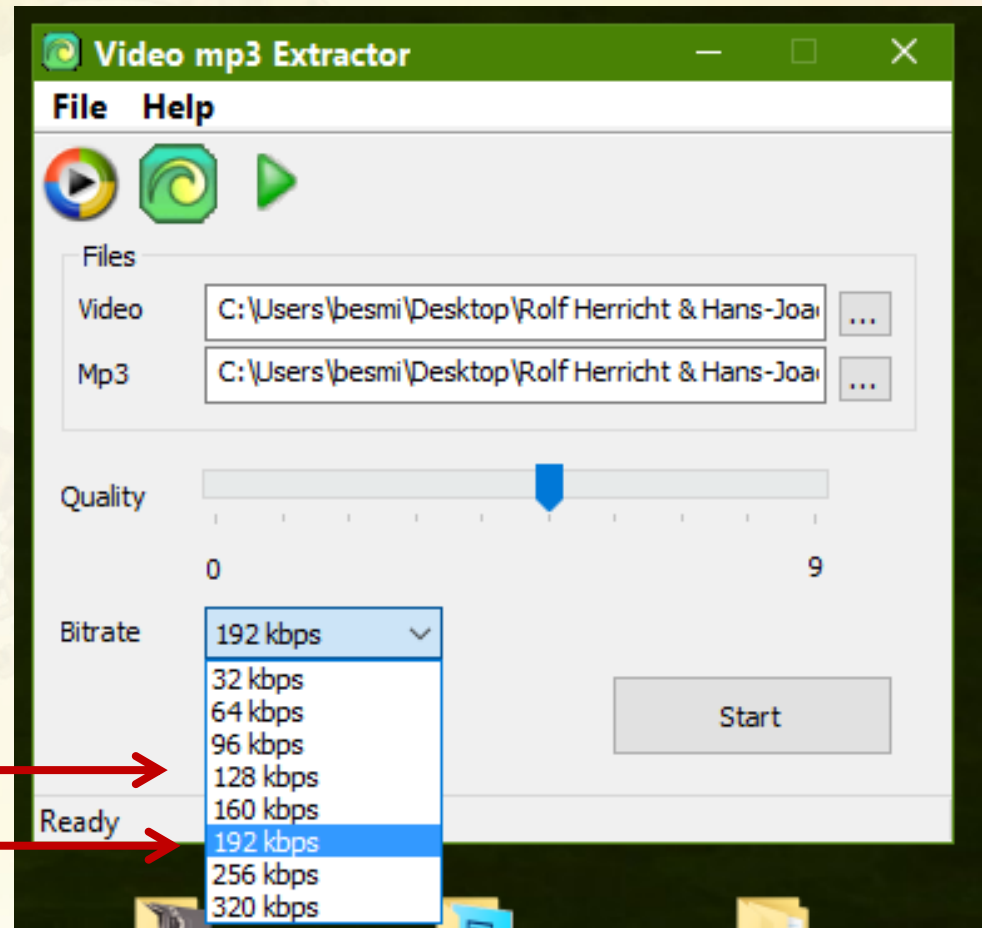 Video mp3 Extractor
File Help
Files
Video C:\Users\besmi\Desktop\Rolf Herricht & Hans-Joa ...
Mp3 C:\Users\besmi\Desktop\Rolf Herricht & Hans-Joa ...
Quality
0 9
Bitrate 192 kbps
32 kbps
64 kbps
96 kbps
128 kbps
160 kbps
192 kbps
256 kbps
320 kbps
Start
Ready